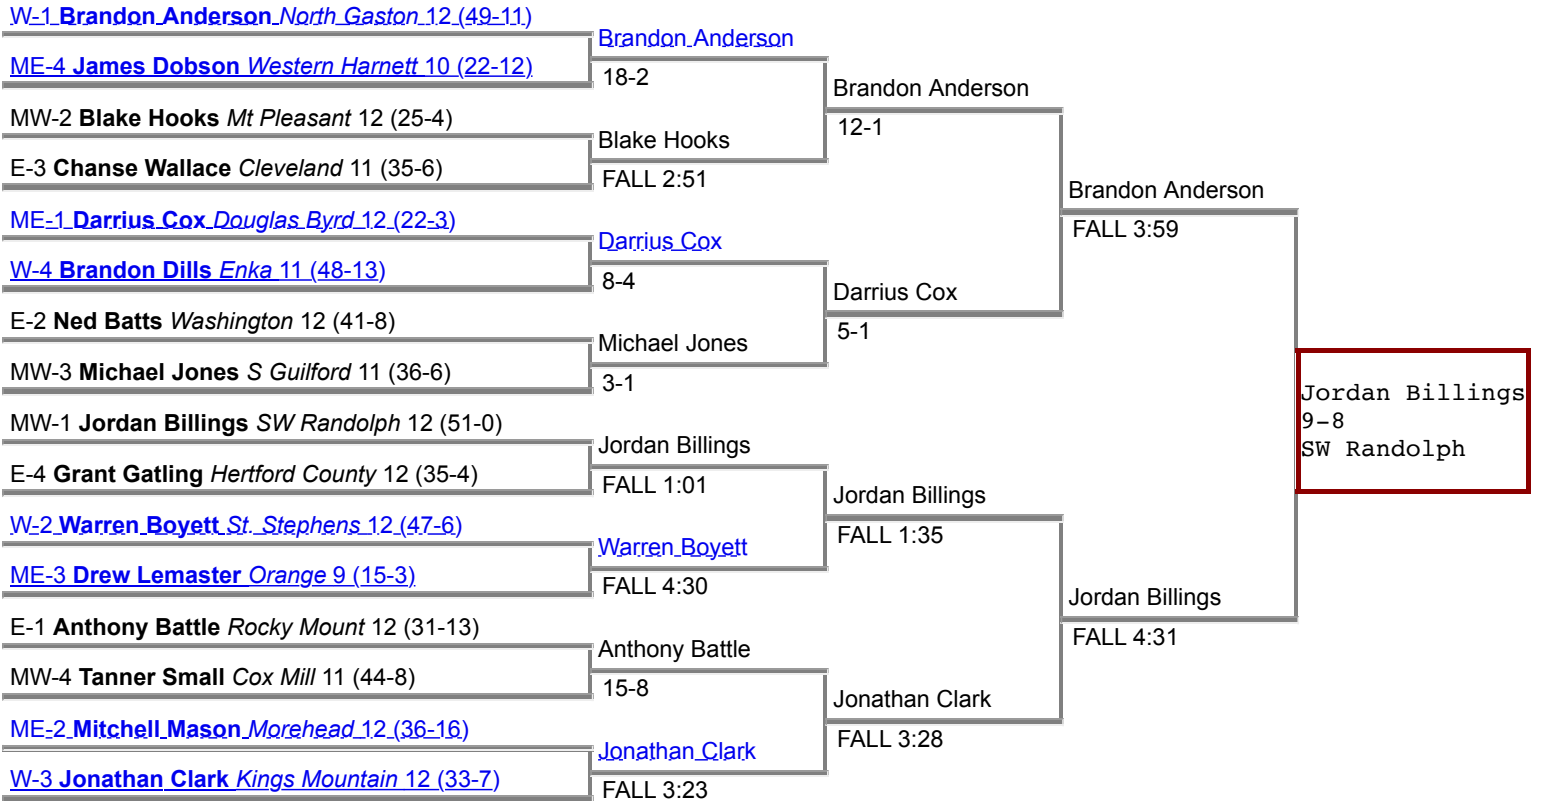 W-1 Brandon Anderson North Gaston 12 (49-11)
ME-4 James Dobson Western Harnett 10 (22-12)
MW-2 Blake Hooks Mt Pleasant 12 (25-4)
E-3 Chanse Wallace Cleveland 11 (35-6)
ME-1 Darrius Cox Douglas Byrd 12 (22-3)
W-4 Brandon Dills Enka 11 (48-13)
E-2 Ned Batts Washington 12 (41-8)
MW-3 Michael Jones S Guilford 11 (36-6)
MW-1 Jordan Billings SW Randolph 12 (51-0)
E-4 Grant Gatling Hertford County 12 (35-4)
W-2 Warren Boyett St. Stephens 12 (47-6)
ME-3 Drew Lemaster Orange 9 (15-3)
E-1 Anthony Battle Rocky Mount 12 (31-13)
MW-4 Tanner Small Cox Mill 11 (44-8)
ME-2 Mitchell Mason Morehead 12 (36-16)
W-3 Jonathan Clark Kings Mountain 12 (33-7)
Brandon Anderson
18-2
Blake Hooks
FALL 2:51
Darrius Cox
8-4
Michael Jones
3-1
Jordan Billings
FALL 1:01
Warren Boyett
FALL 4:30
Anthony Battle
15-8
Jonathan Clark
FALL 3:23
Brandon Anderson
12-1
Darrius Cox
5-1
Jordan Billings
FALL 1:35
Jonathan Clark
FALL 3:28
Brandon Anderson
FALL 3:59
Jordan Billings
FALL 4:31
Jordan Billings
9-8
SW Randolph